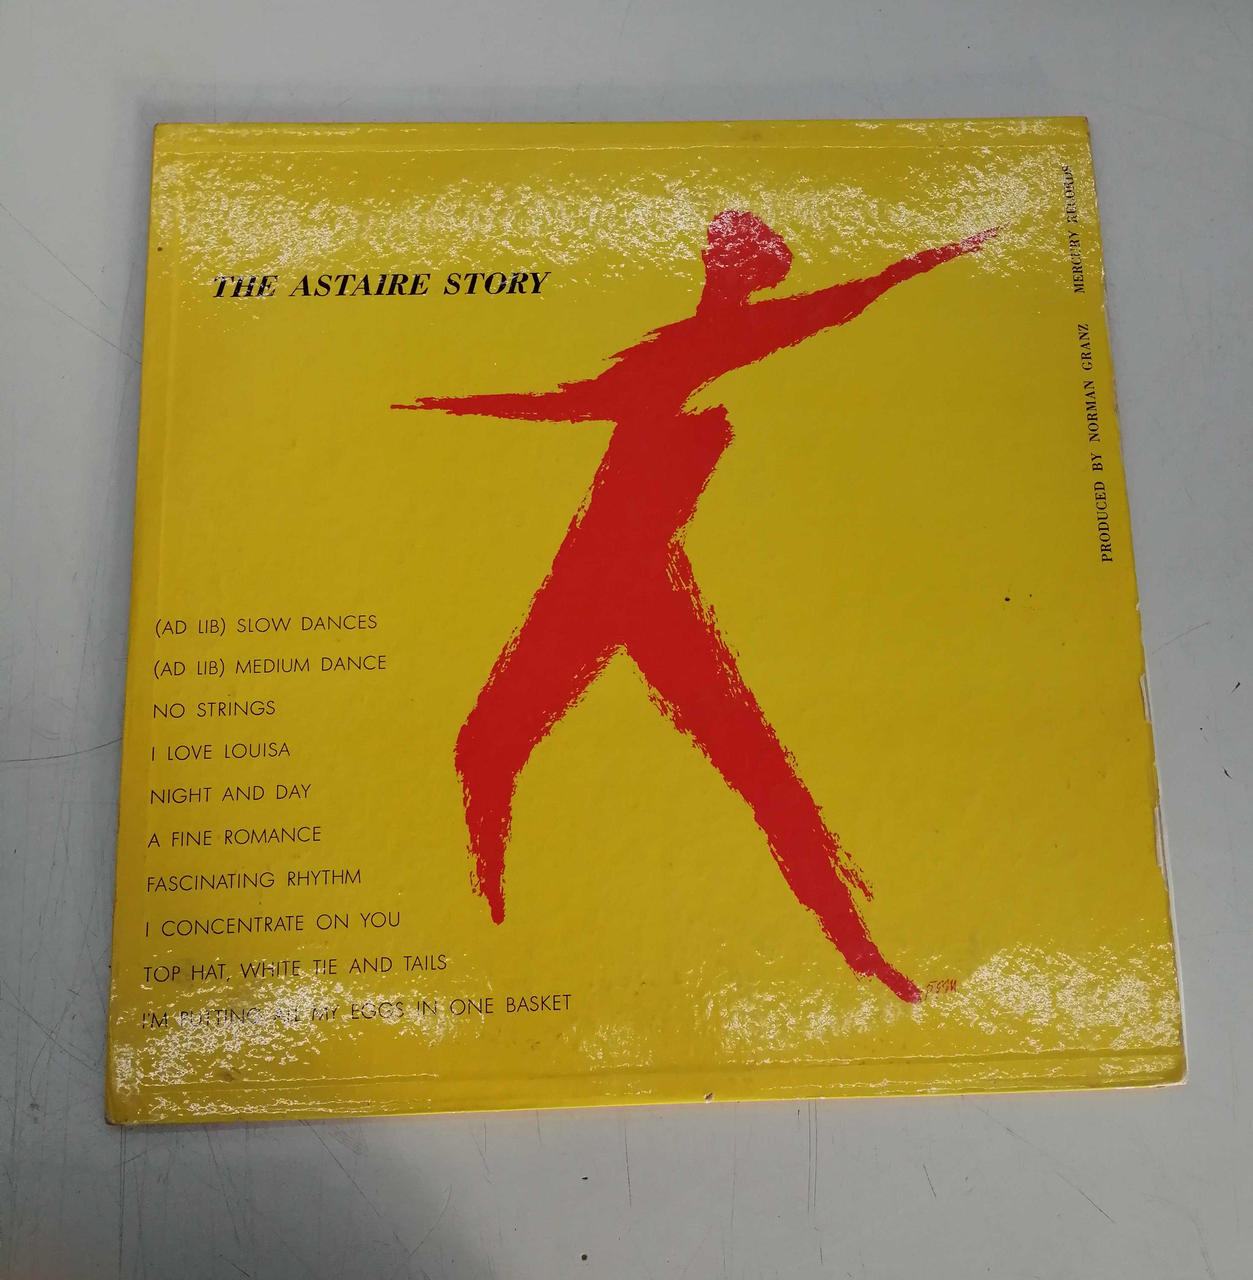 THE ASTAIRE STORY
PRODUCED BY NORMAN GRANZ MERCURY RECORDS
(AD LIB) SLOW DANCES
(AD LIB) MEDIUM DANCE
NO STRINGS
I LOVE LOUISA
NIGHT AND DAY
A FINE ROMANCE
FASCINATING RHYTHM
I CONCENTRATE ON YOU
TOP HAT, WHITE TIE AND TAILS
I'M PUTTING ALL MY EGGS IN ONE BASKET